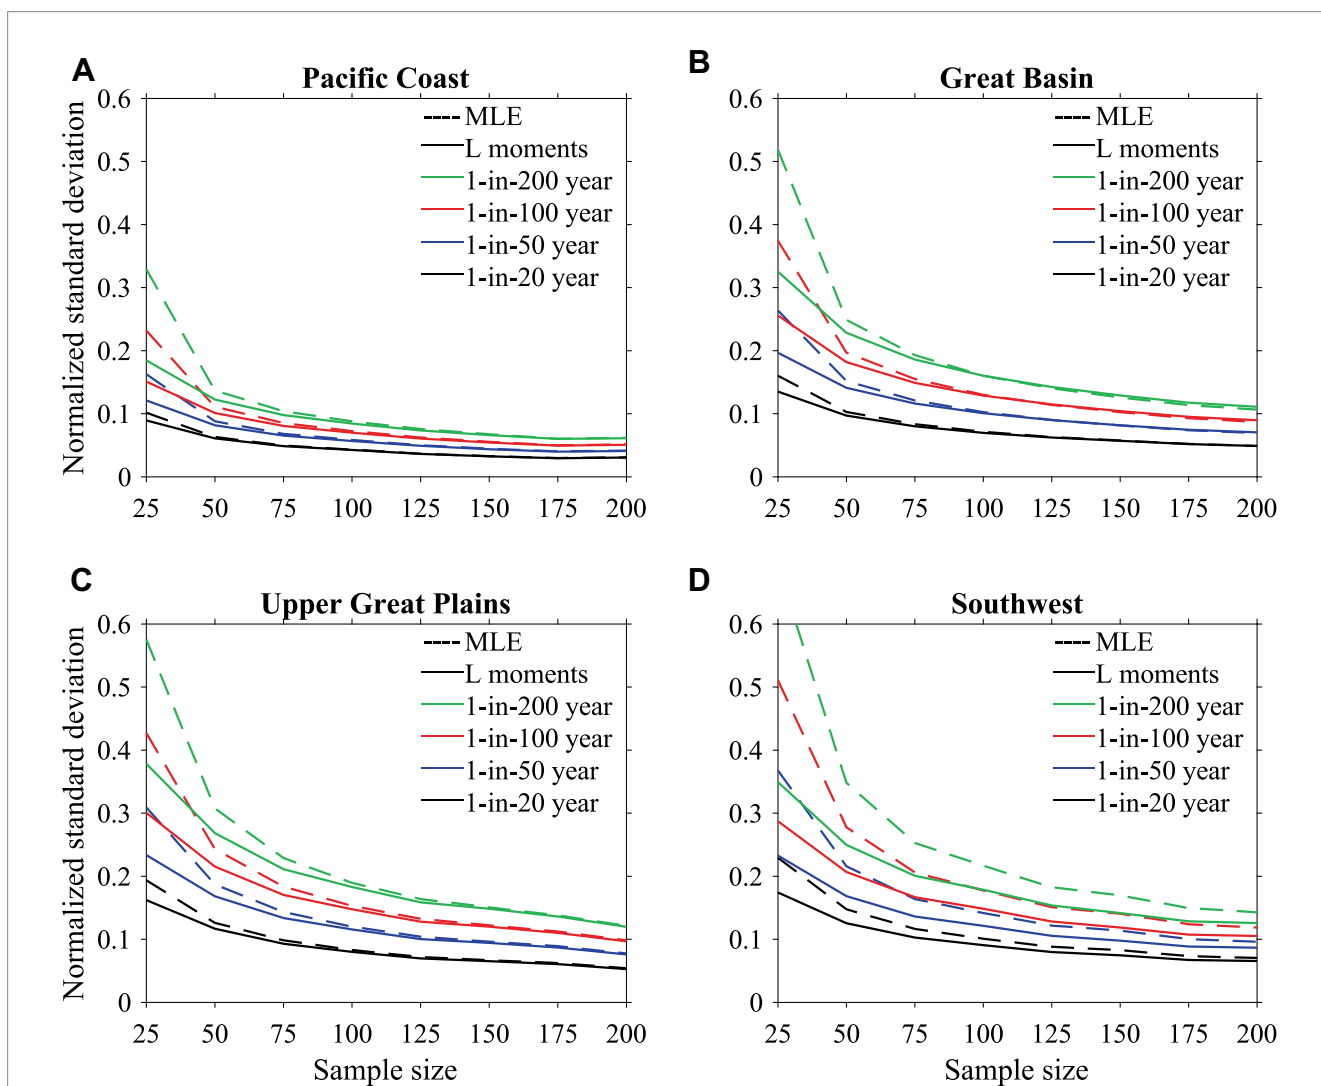 A
Pacific Coast
Normalized standard deviation
0.6
0.5
0.4
0.3
0.2
0.1
0
25 50 75 100 125 150 175 200
MLE
L moments
1-in-200 year
1-in-100 year
1-in-50 year
1-in-20 year
B
Great Basin
0.6
0.5
0.4
0.3
0.2
0.1
0
25 50 75 100 125 150 175 200
MLE
L moments
1-in-200 year
1-in-100 year
1-in-50 year
1-in-20 year
C
Upper Great Plains
Normalized standard deviation
0.6
0.5
0.4
0.3
0.2
0.1
0
25 50 75 100 125 150 175 200
Sample size
MLE
L moments
1-in-200 year
1-in-100 year
1-in-50 year
1-in-20 year
D
Southwest
0.6
0.5
0.4
0.3
0.2
0.1
0
25 50 75 100 125 150 175 200
Sample size
MLE
L moments
1-in-200 year
1-in-100 year
1-in-50 year
1-in-20 year